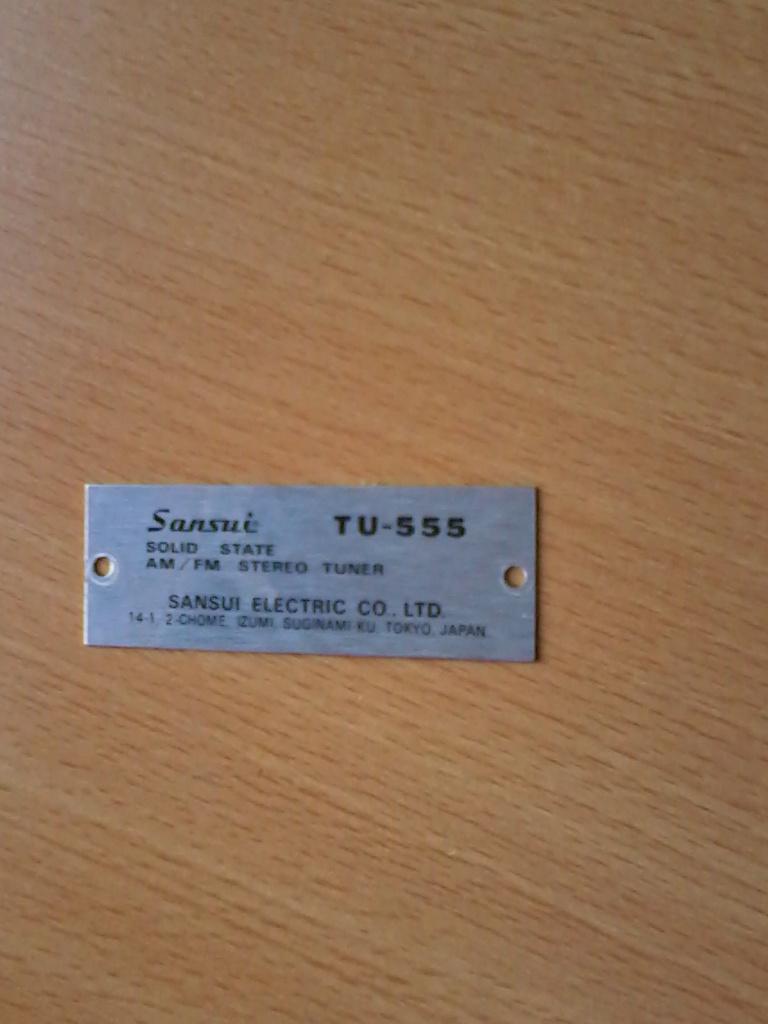 Sansui TU-555
SOLID STATE
AM/FM STEREO TUNER
SANSUI ELECTRIC CO., LTD.
14-1, 2-CHOME, IZUMI, SUGINAMI-KU, TOKYO, JAPAN